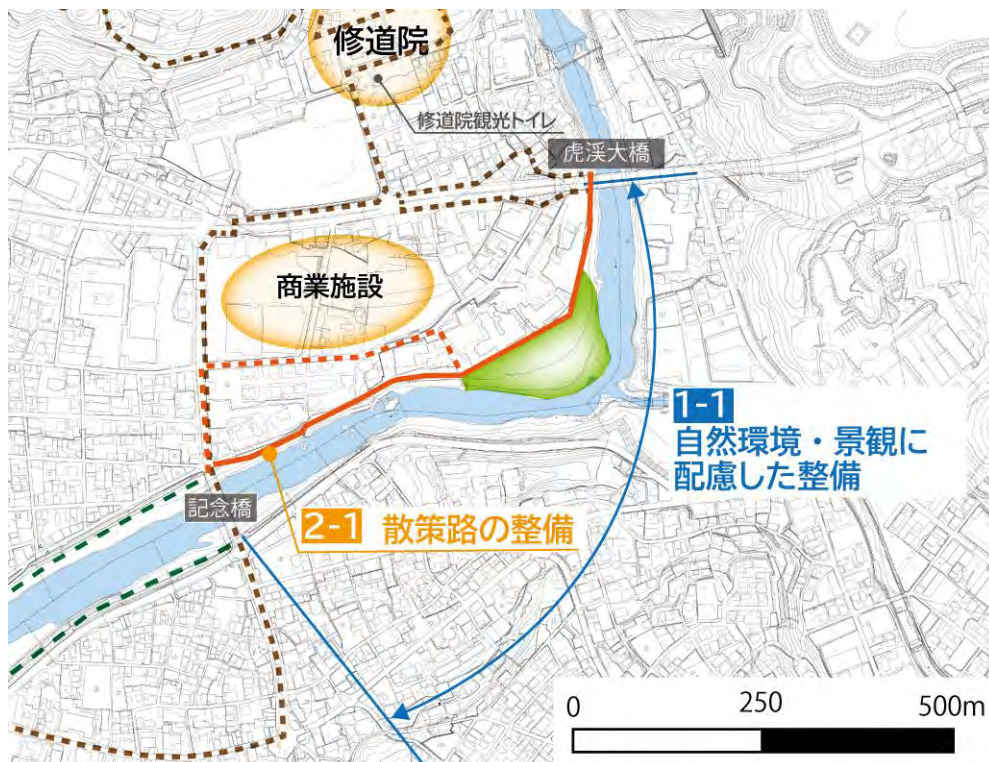 修道院
修道院観光トイレ
虎渓大橋
商業施設
1-1
自然環境・景観に
配慮した整備
記念橋
2-1 散策路の整備
0 250 500m